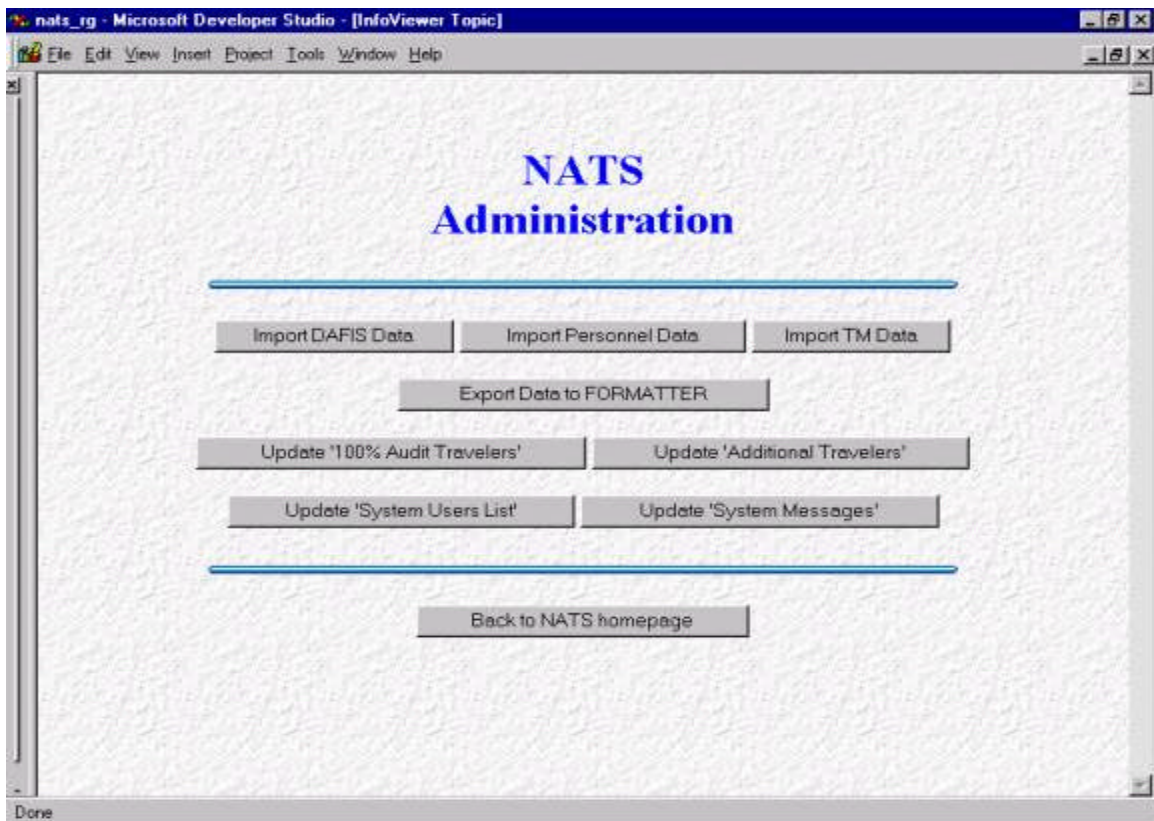 nats_rg - Microsoft Developer Studio - [InfoViewer Topic]
File Edit View Insert Project Tools Window Help
NATS
Administration
Import DAFIS Data Import Personnel Data Import TM Data
Export Data to FORMATTER
Update '100% Audit Travelers' Update 'Additional Travelers'
Update 'System Users List' Update 'System Messages'
Back to NATS homepage
Done